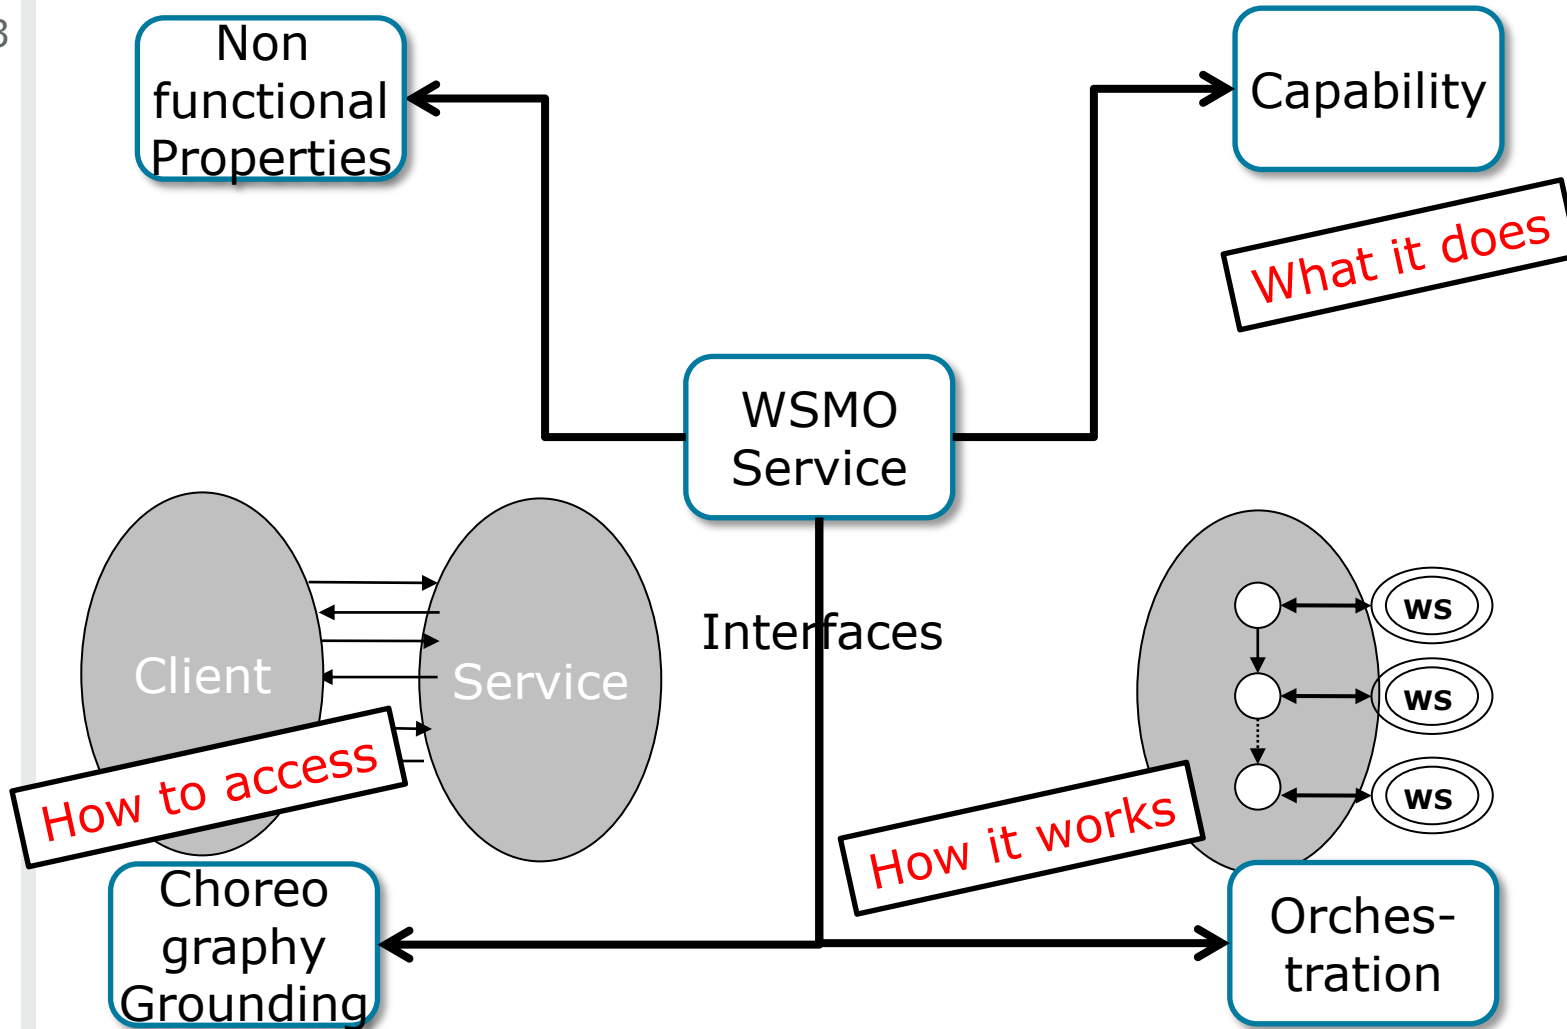 3
Non
functional
Properties
Capability
What it does
WSMO
Service
Interfaces
Client
Service
ws
ws
ws
How to access
How it works
Choreo
graphy
Grounding
Orches-
tration